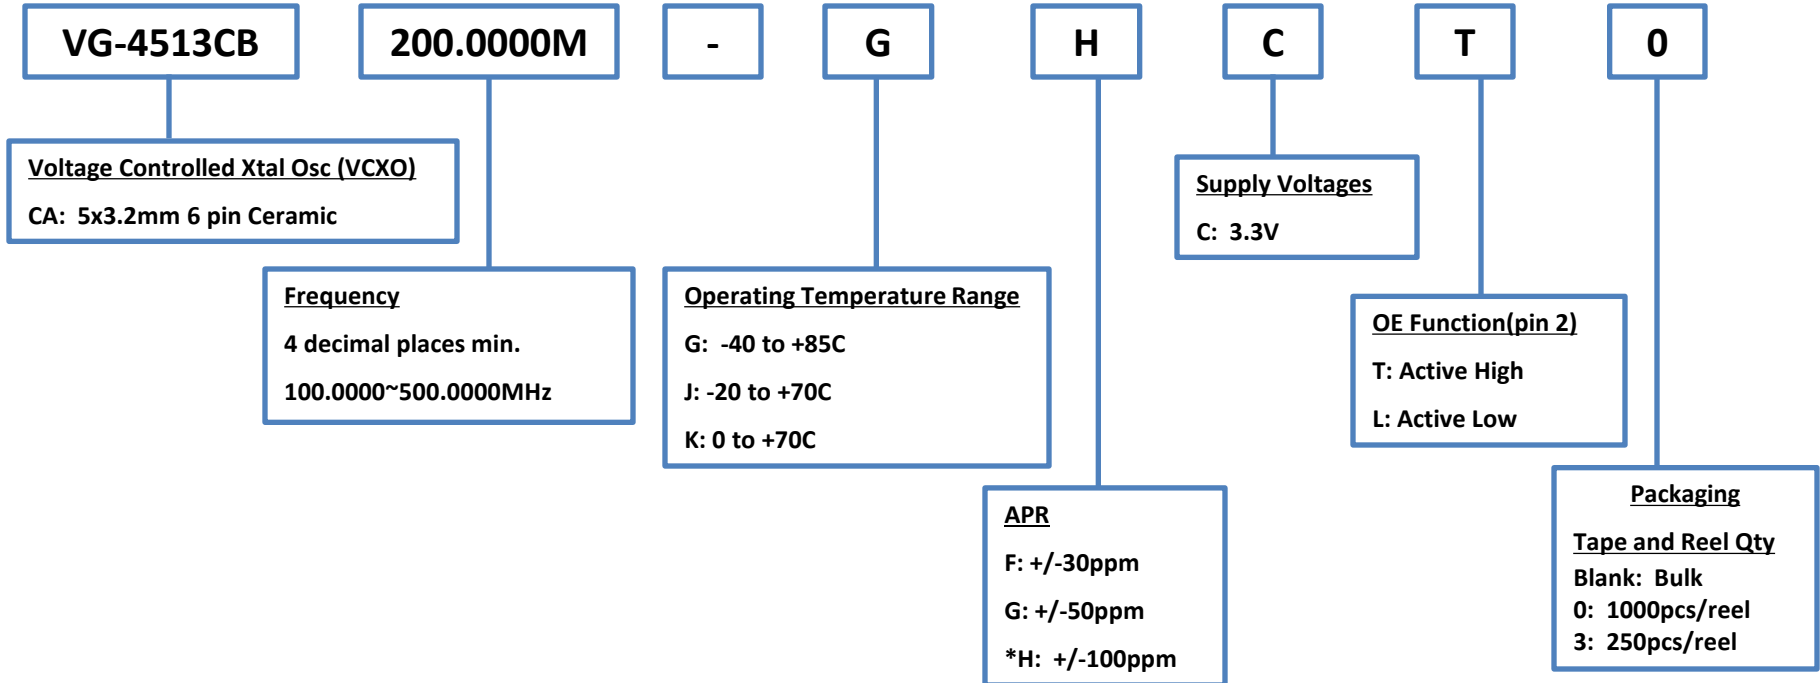 VG-4513CB 200.0000M - G H C T 0
Voltage Controlled Xtal Osc (VCXO)
CA: 5x3.2mm 6 pin Ceramic
Frequency
4 decimal places min.
100.0000~500.0000MHz
Operating Temperature Range
G: -40 to +85C
J: -20 to +70C
K: 0 to +70C
APR
F: +/-30ppm
G: +/-50ppm
*H: +/-100ppm
Supply Voltages
C: 3.3V
OE Function(pin 2)
T: Active High
L: Active Low
Packaging
Tape and Reel Qty
Blank: Bulk
0: 1000pcs/reel
3: 250pcs/reel